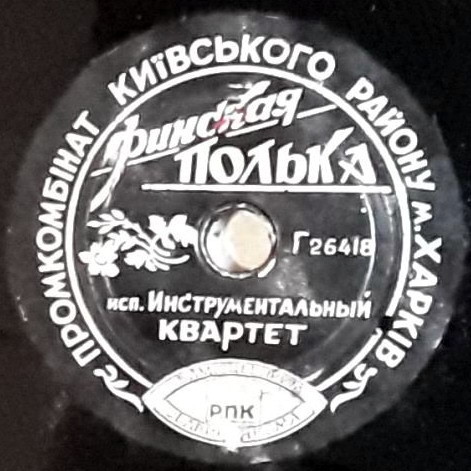 ПРОМКОМБІНАТ КИЇВСЬКОГО РАЙОНУ м. ХАРКІВ
Финская
ПОЛЬКА
Г 26418
исп. ИНСТРУМЕНТАЛЬНЫЙ
КВАРТЕТ
РПК